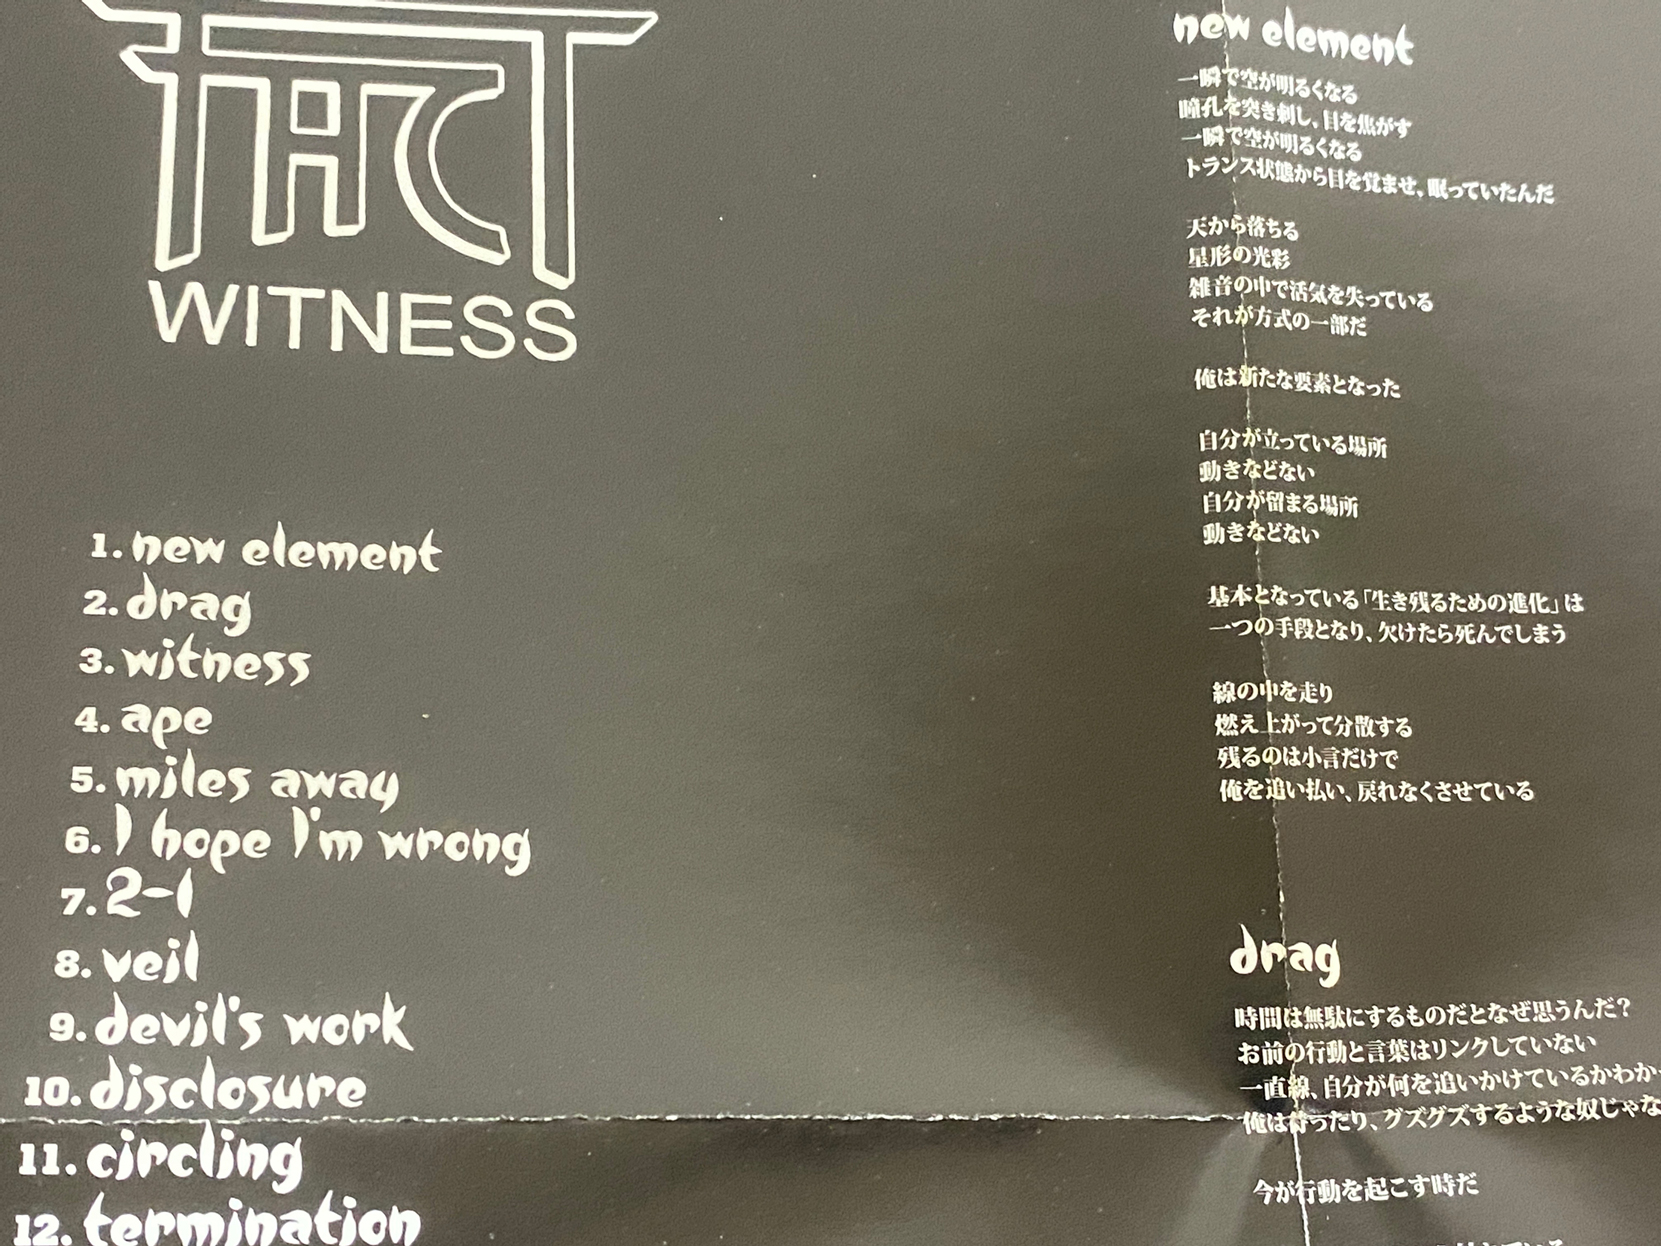 FACT
WITNESS
1. new element
2. drag
3. witness
4. ape
5. miles away
6. I hope I'm wrong
7. 2-1
8. veil
9. devil's work
10. disclosure
11. circling
12. termination
new element
一瞬で空が明るくなる
瞳孔を突き刺し、目を焦がす
一瞬で空が明るくなる
トランス状態から目を覚ませ、眠っていたんだ
天から落ちる
星形の光彩
雑音の中で活気を失っている
それが方式の一部だ
俺は新たな要素となった
自分が立っている場所
動きなどない
自分が留まる場所
動きなどない
基本となっている「生き残るための進化」は
一つの手段となり、欠けたら死んでしまう
線の中を走り
燃え上がって分散する
残るのは小言だけで
俺を追い払い、戻れなくさせている
drag
時間は無駄にするものだとなぜ思うんだ?
お前の行動と言葉はリンクしていない
一直線、自分が何を追いかけているかわか
俺は待ったり、グズグズするような奴じゃな
今が行動を起こす時だ